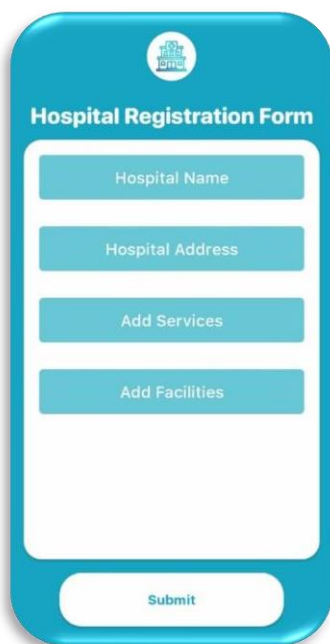 Hospital Registration Form
Hospital Name
Hospital Address
Add Services
Add Facilities
Submit